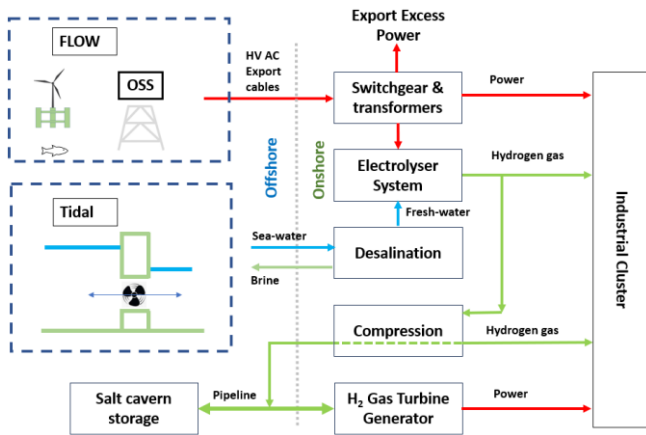 Export Excess
Power
FLOW
OSS
HV AC
Export
cables
Switchgear &
transformers
Power
Offshore
Onshore
Electrolyser
System
Hydrogen gas
Industrial Cluster
Tidal
Fresh-water
Sea-water
Desalination
Brine
Compression
Hydrogen gas
Salt cavern
storage
Pipeline
H₂ Gas Turbine
Generator
Power